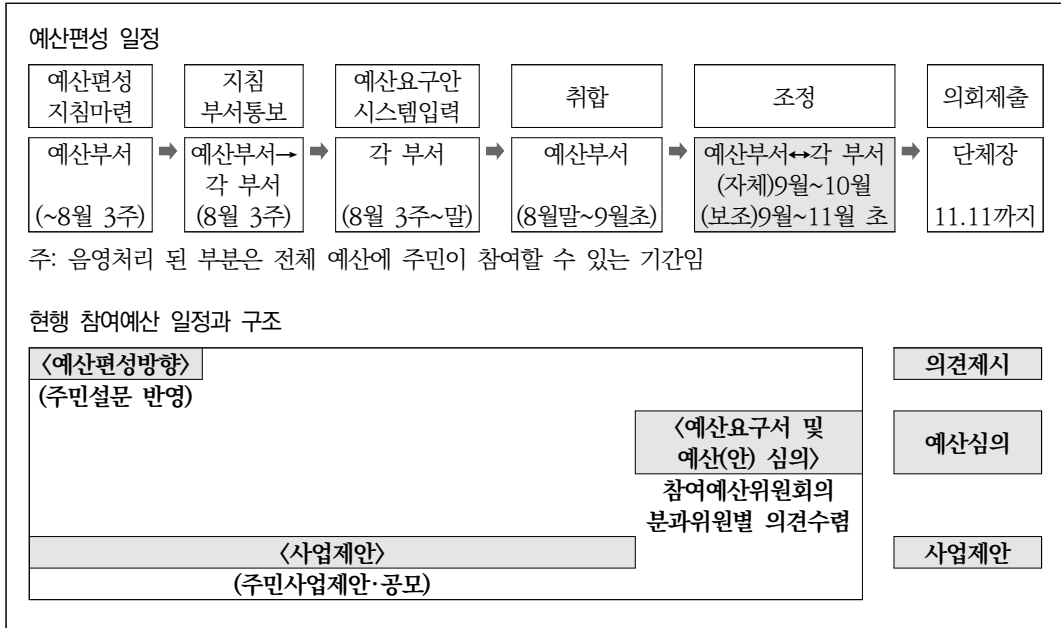 예산편성 일정
예산편성
지침마련
지침
부서통보
예산요구안
시스템입력
취합
조정
의회제출
예산부서
(~8월 3주)
예산부서→
각 부서
(8월 3주)
각 부서
(8월 3주~말)
예산부서
(8월말~9월초)
예산부서↔각 부서
(자체)9월~10월
(보조)9월~11월 초
단체장
11.11까지
주: 음영처리 된 부분은 전체 예산에 주민이 참여할 수 있는 기간임
현행 참여예산 일정과 구조
〈예산편성방향〉
(주민설문 반영)
의견제시
〈예산요구서 및
예산(안) 심의〉
참여예산위원회의
분과위원별 의견수렴
예산심의
〈사업제안〉
(주민사업제안·공모)
사업제안